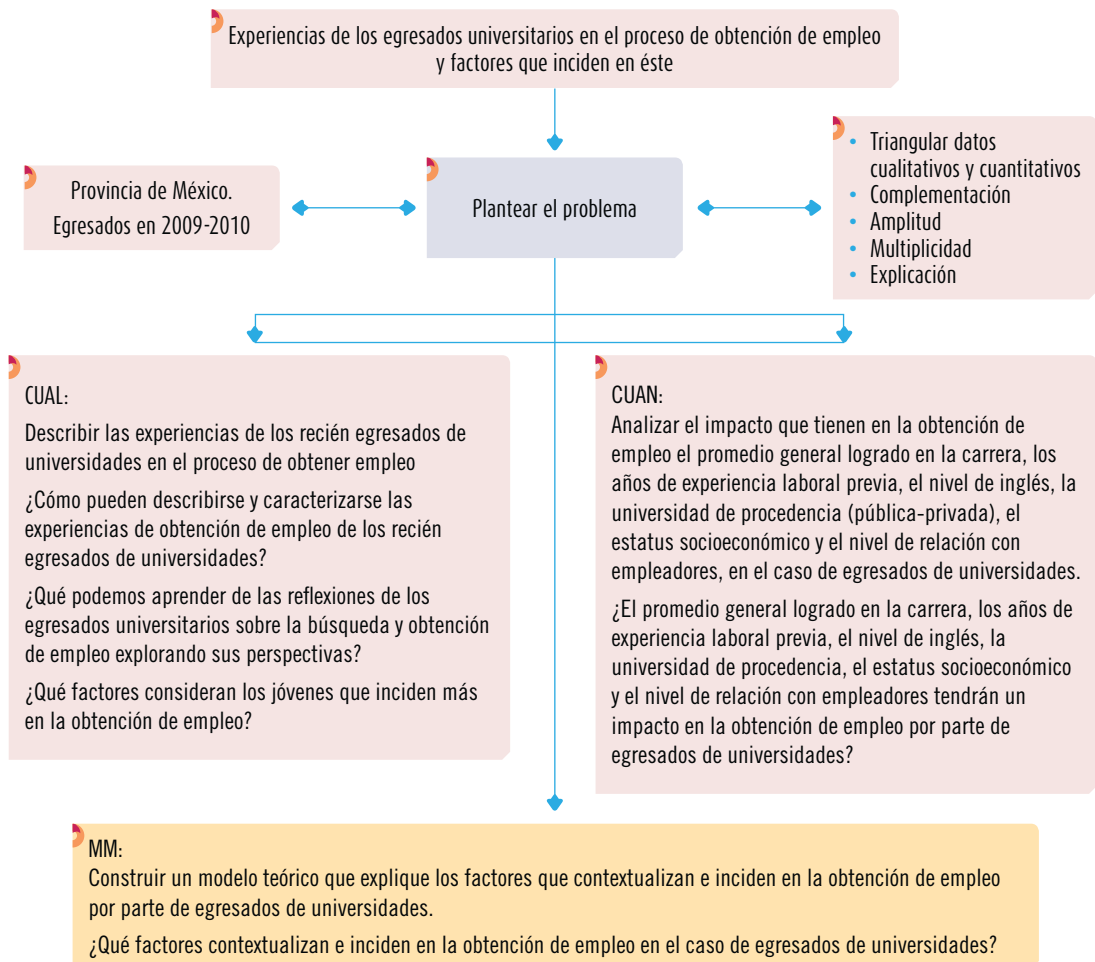 Experiencias de los egresados universitarios en el proceso de obtención de empleo
y factores que inciden en éste
Provincia de México.
Egresados en 2009-2010
Plantear el problema
• Triangular datos
cualitativos y cuantitativos
• Complementación
• Amplitud
• Multiplicidad
• Explicación
CUAL:
Describir las experiencias de los recién egresados de
universidades en el proceso de obtener empleo
¿Cómo pueden describirse y caracterizarse las
experiencias de obtención de empleo de los recién
egresados de universidades?
¿Qué podemos aprender de las reflexiones de los
egresados universitarios sobre la búsqueda y obtención
de empleo explorando sus perspectivas?
¿Qué factores consideran los jóvenes que inciden más
en la obtención de empleo?
CUAN:
Analizar el impacto que tienen en la obtención de
empleo el promedio general logrado en la carrera, los
años de experiencia laboral previa, el nivel de inglés, la
universidad de procedencia (pública-privada), el
estatus socioeconómico y el nivel de relación con
empleadores, en el caso de egresados de universidades.
¿El promedio general logrado en la carrera, los años de
experiencia laboral previa, el nivel de inglés, la
universidad de procedencia, el estatus socioeconómico
y el nivel de relación con empleadores tendrán un
impacto en la obtención de empleo por parte de
egresados de universidades?
MM:
Construir un modelo teórico que explique los factores que contextualizan e inciden en la obtención de empleo
por parte de egresados de universidades.
¿Qué factores contextualizan e inciden en la obtención de empleo en el caso de egresados de universidades?